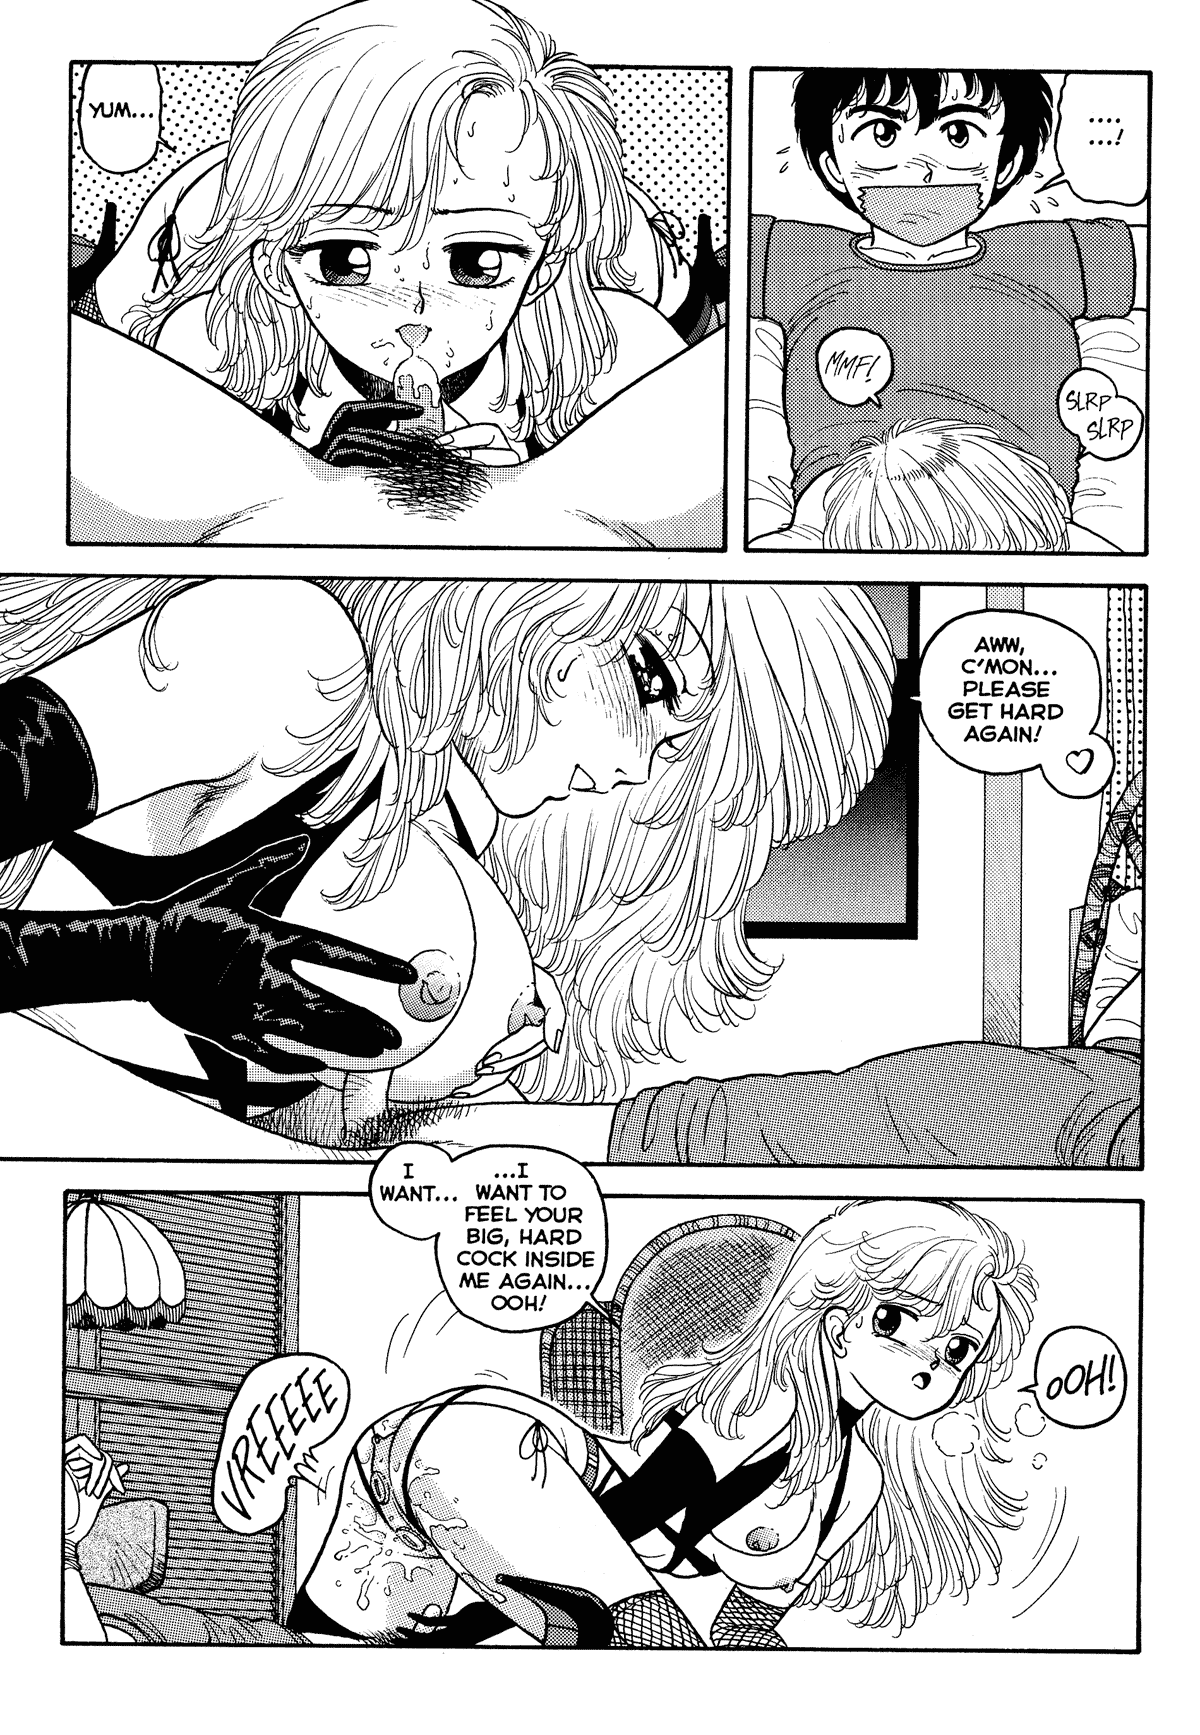 YUM...
....
...!
MMF!
SLRP
SLRP
AWW,
C'MON...
PLEASE
GET HARD
AGAIN!
I
WANT...
...I
WANT TO
FEEL YOUR
BIG, HARD
COCK INSIDE
ME AGAIN...
OOH!
VREEEEE
OOH!